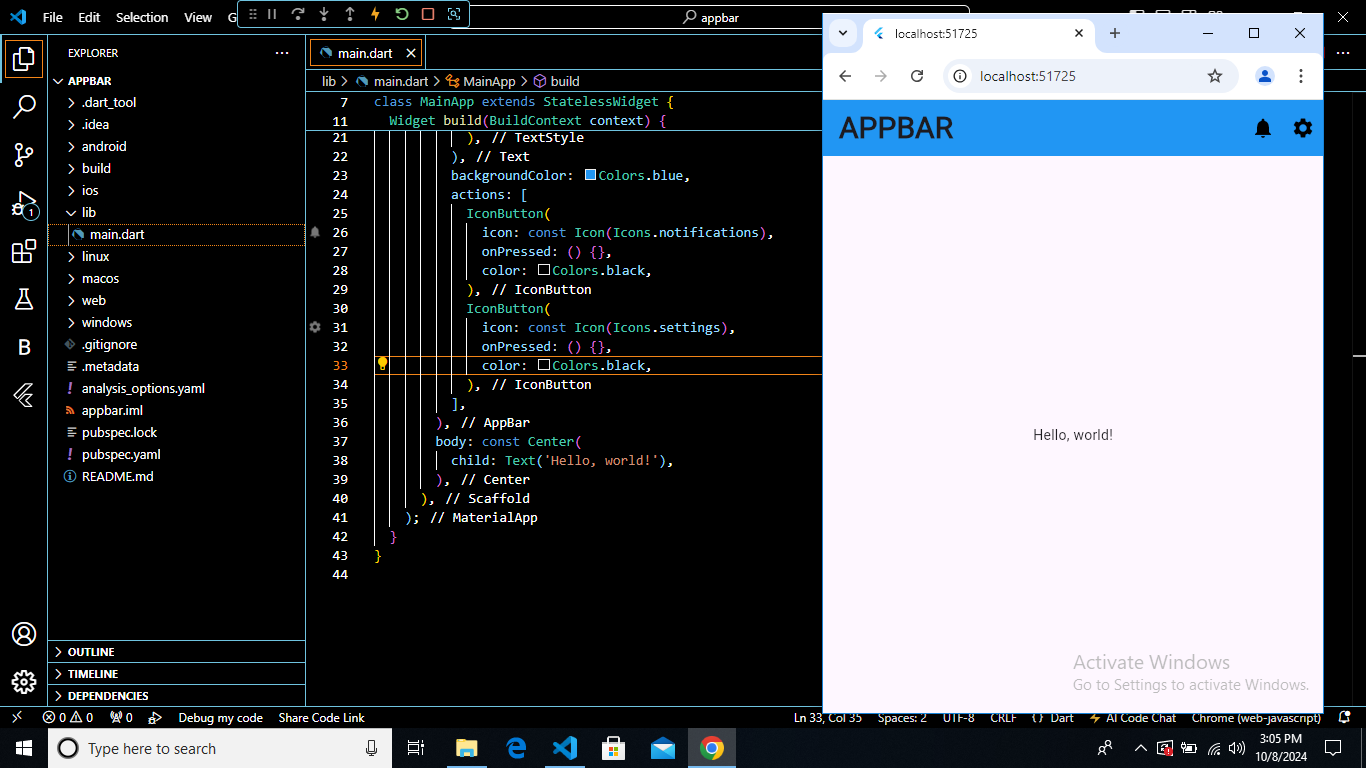 File Edit Selection View G
appbar
EXPLORER
APPBAR
.dart_tool
.idea
android
build
ios
lib
main.dart
linux
macos
web
windows
.gitignore
.metadata
analysis_options.yaml
appbar.iml
pubspec.lock
pubspec.yaml
README.md
OUTLINE
TIMELINE
DEPENDENCIES
1
B
main.dart
lib > main.dart > MainApp > build
7 class MainApp extends StatelessWidget {
11 Widget build(BuildContext context) {
21 ), // TextStyle
22 ), // Text
23 backgroundColor: Colors.blue,
24 actions: [
25 IconButton(
26 icon: const Icon(Icons.notifications),
27 onPressed: () {},
28 color: Colors.black,
29 ), // IconButton
30 IconButton(
31 icon: const Icon(Icons.settings),
32 onPressed: () {},
33 color: Colors.black,
34 ), // IconButton
35 ],
36 ), // AppBar
37 body: const Center(
38 child: Text('Hello, world!'),
39 ), // Center
40 ), // Scaffold
41 ); // MaterialApp
42 }
43 }
44
localhost:51725
localhost:51725
APPBAR
Hello, world!
Activate Windows
Go to Settings to activate Windows.
0 0 0 Debug my code Share Code Link Ln 33, Col 35 Spaces: 2 UTF-8 CRLF {} Dart AI Code Chat Chrome (web-javascript)
Type here to search
3:05 PM
10/8/2024